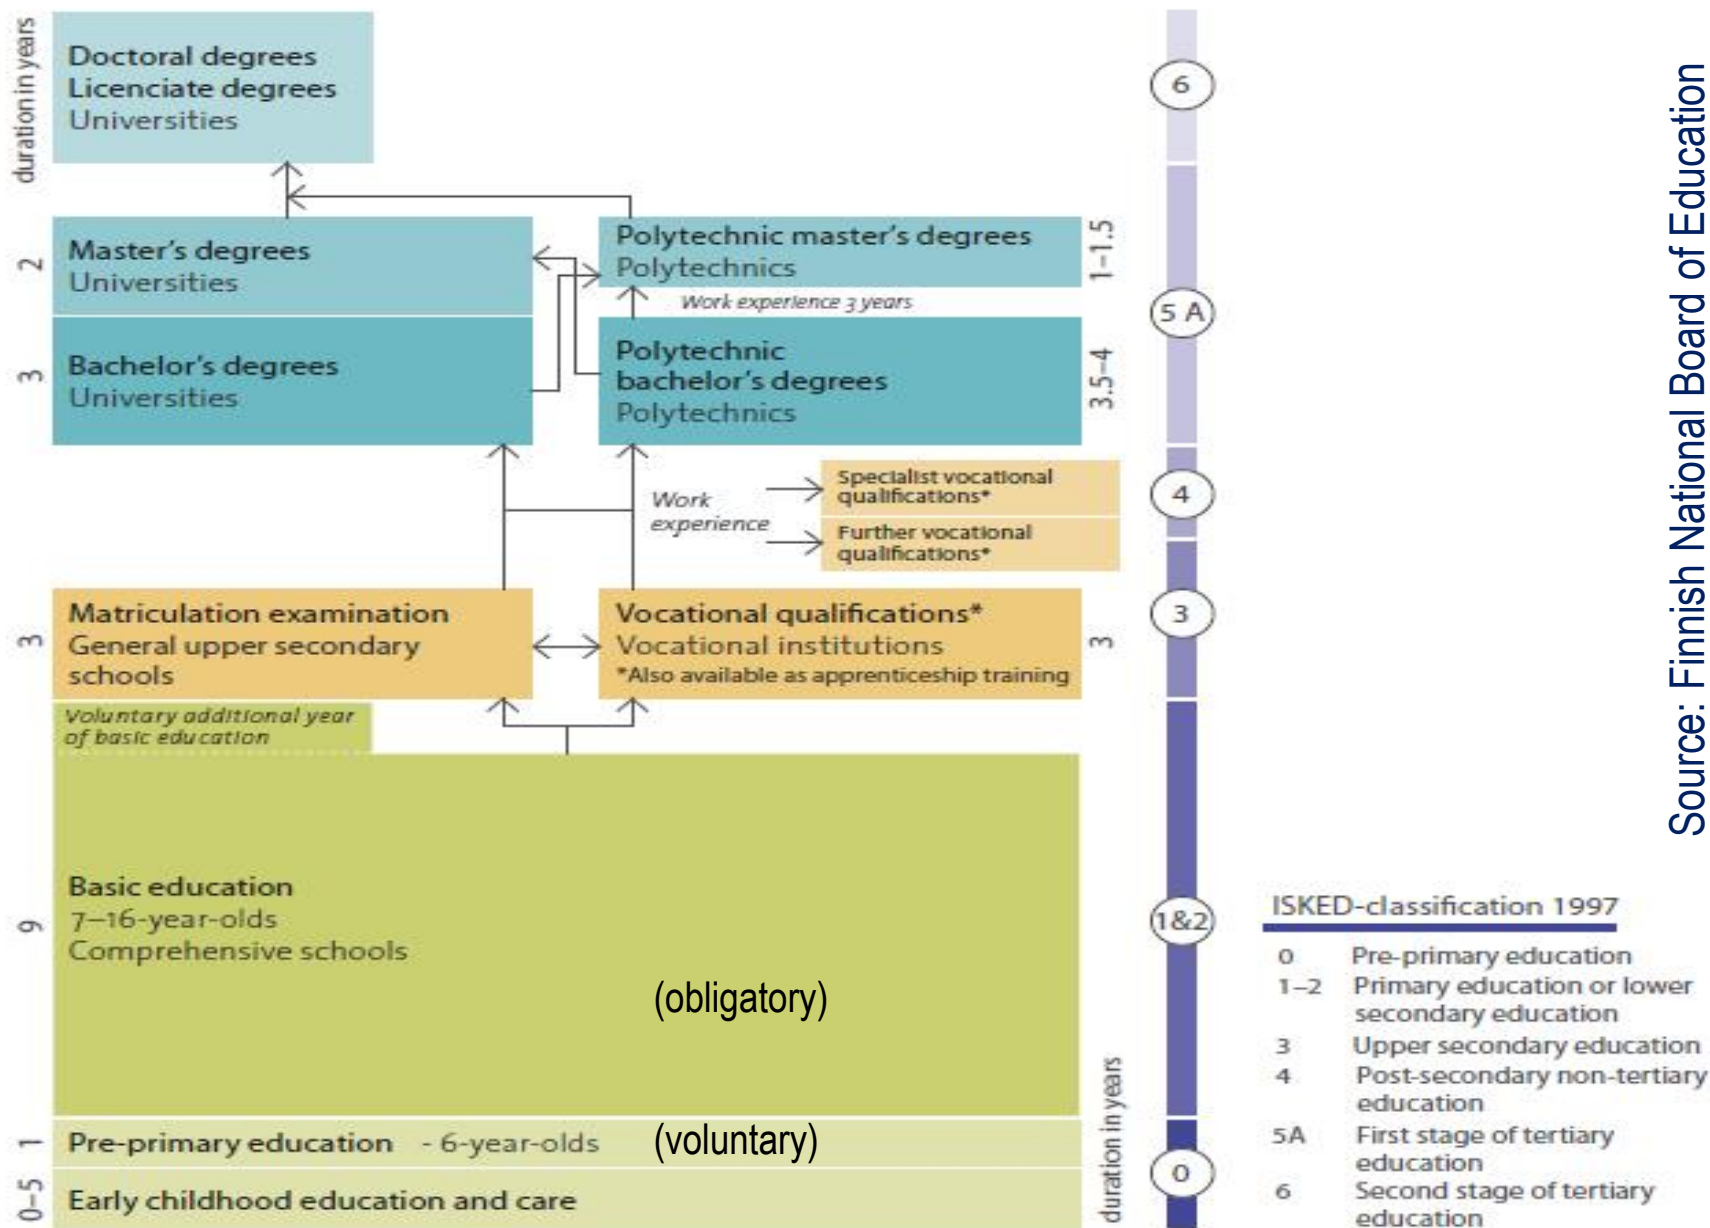 duration in years
Doctoral degrees
Licenciate degrees
Universities
2
Master's degrees
Universities
Polytechnic master's degrees
Polytechnics
1–1.5
Work experience 3 years
3
Bachelor's degrees
Universities
Polytechnic
bachelor's degrees
Polytechnics
3.5–4
Work
experience
Specialist vocational
qualifications*
Further vocational
qualifications*
3
Matriculation examination
General upper secondary
schools
Vocational qualifications*
Vocational institutions
*Also available as apprenticeship training
3
Voluntary additional year
of basic education
9
Basic education
7–16-year-olds
Comprehensive schools
(obligatory)
1
Pre-primary education - 6-year-olds
(voluntary)
0–5
Early childhood education and care
duration in years
6
5 A
4
3
1&2
0
ISKED-classification 1997
0 Pre-primary education
1–2 Primary education or lower
secondary education
3 Upper secondary education
4 Post-secondary non-tertiary
education
5A First stage of tertiary
education
6 Second stage of tertiary
education
Source: Finnish National Board of Education